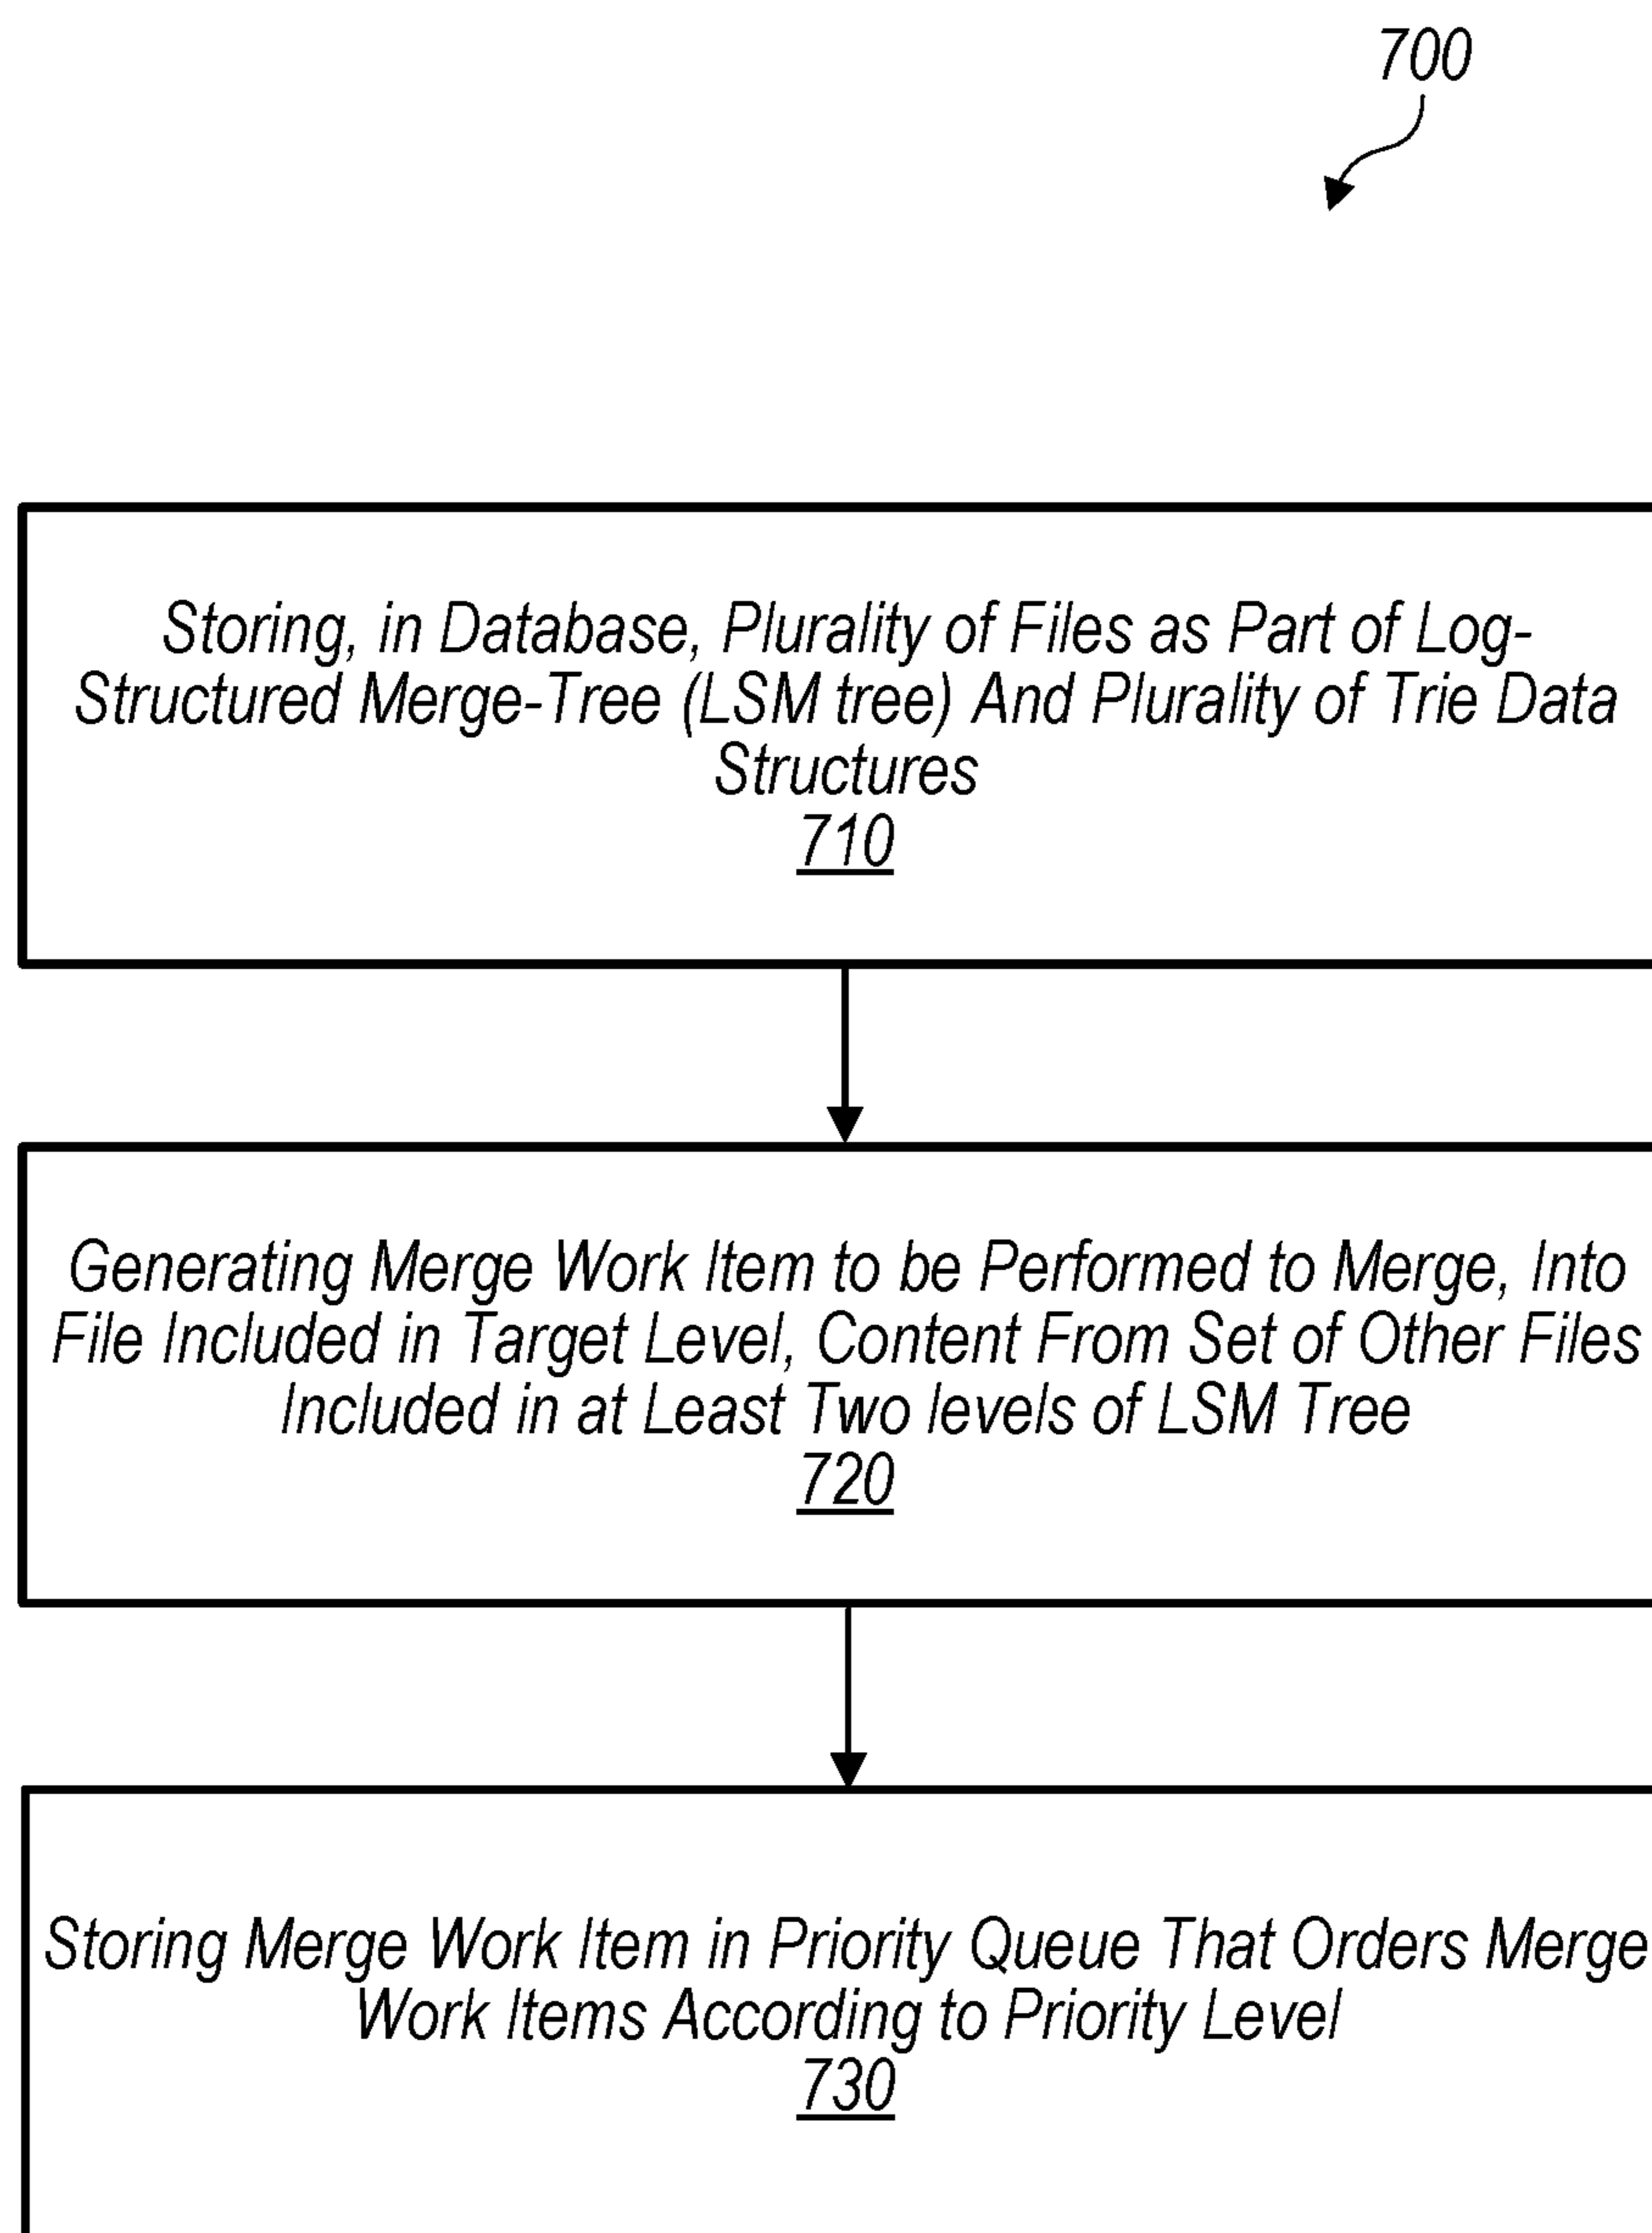 700
Storing, in Database, Plurality of Files as Part of Log-
Structured Merge-Tree (LSM tree) And Plurality of Trie Data
Structures
710
Generating Merge Work Item to be Performed to Merge, Into
File Included in Target Level, Content From Set of Other Files
Included in at Least Two levels of LSM Tree
720
Storing Merge Work Item in Priority Queue That Orders Merge
Work Items According to Priority Level
730